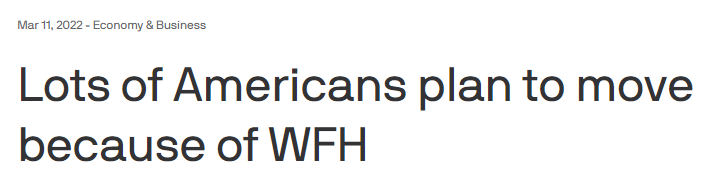 Mar 11, 2022 - Economy & Business
Lots of Americans plan to move
because of WFH